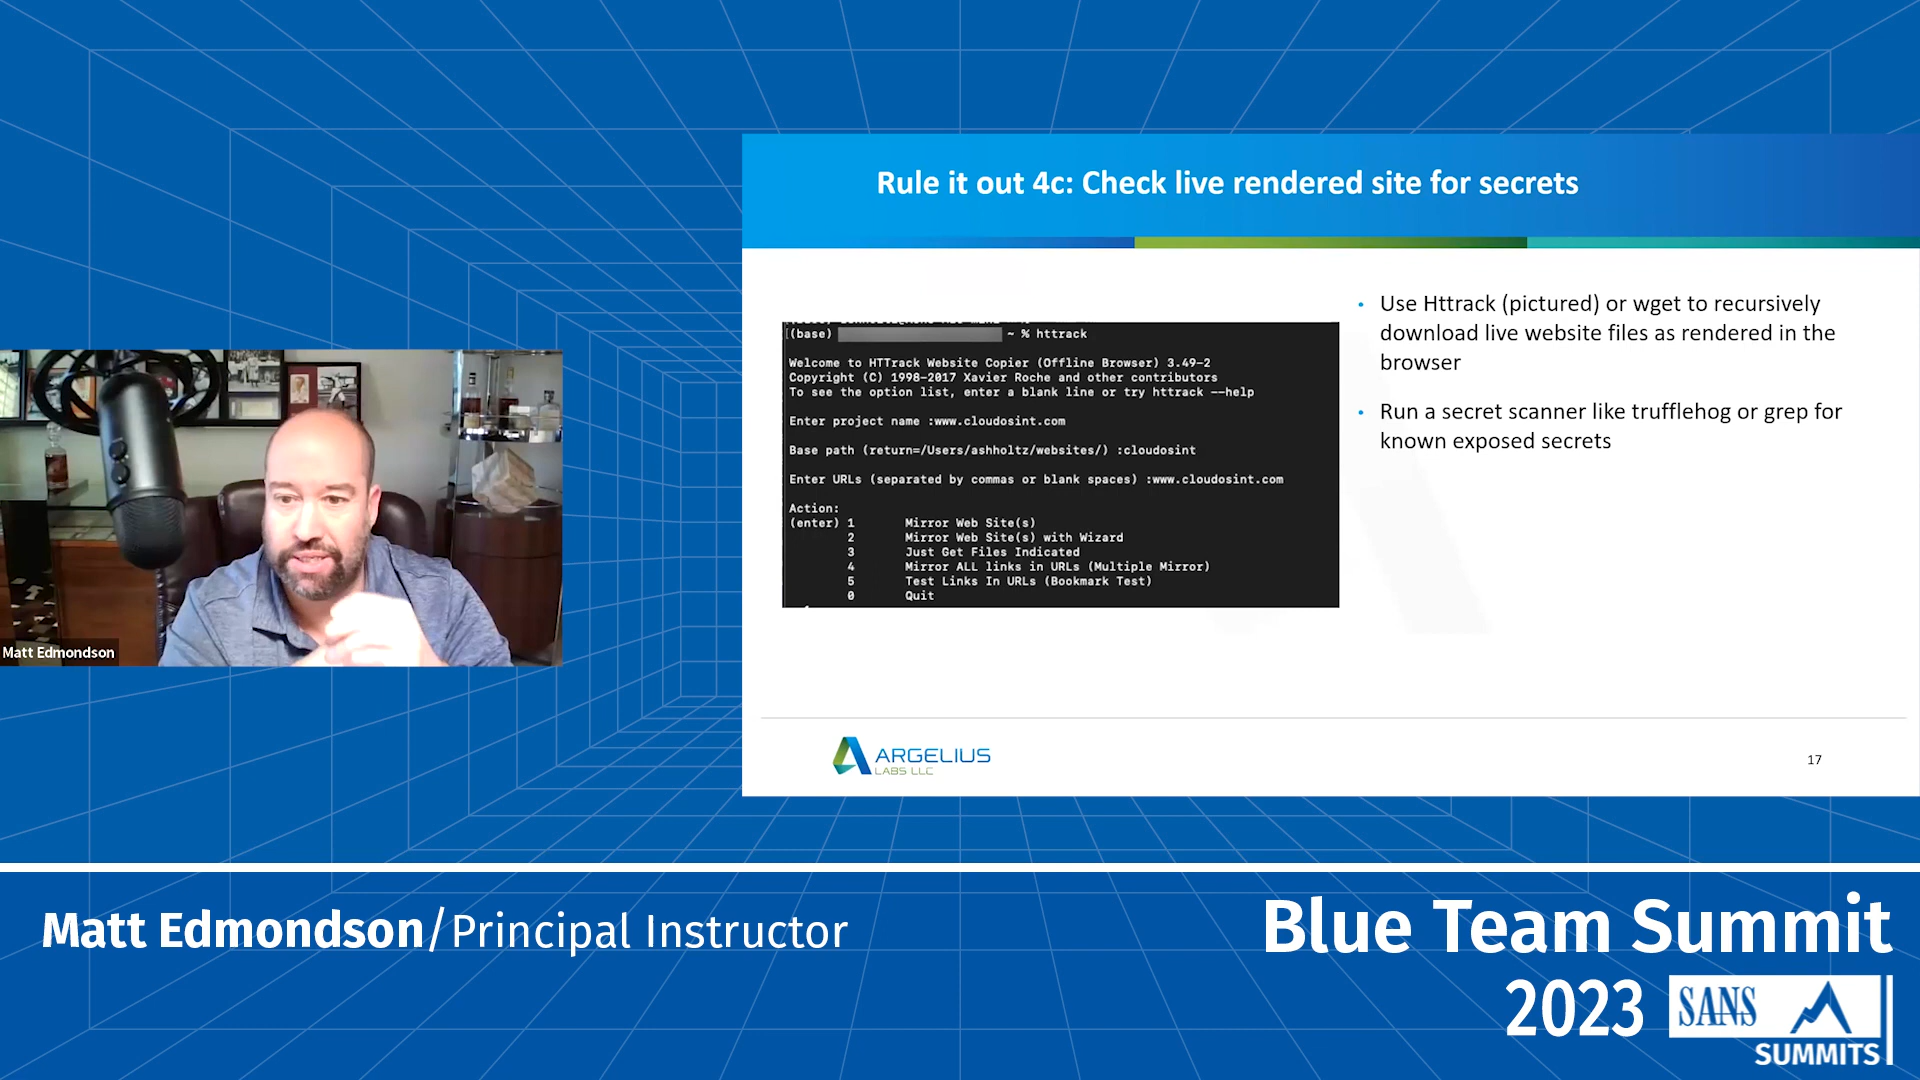 Rule it out 4c: Check live rendered site for secrets
(base) ~ % httrack
Welcome to HTTrack Website Copier (Offline Browser) 3.49-2
Copyright (C) 1998-2017 Xavier Roche and other contributors
To see the option list, enter a blank line or try httrack --help
Enter project name :www.cloudosint.com
Base path (return=/Users/ashholtz/websites/) :cloudosint
Enter URLs (separated by commas or blank spaces) :www.cloudosint.com
Action:
(enter) 1 Mirror Web Site(s)
2 Mirror Web Site(s) with Wizard
3 Just Get Files Indicated
4 Mirror ALL links in URLs (Multiple Mirror)
5 Test Links In URLs (Bookmark Test)
0 Quit
• Use Httrack (pictured) or wget to recursively
download live website files as rendered in the
browser
• Run a secret scanner like trufflehog or grep for
known exposed secrets
ARGELIUS
LABS LLC
17
Matt Edmondson
Matt Edmondson/Principal Instructor
Blue Team Summit
2023
SANS
SUMMITS